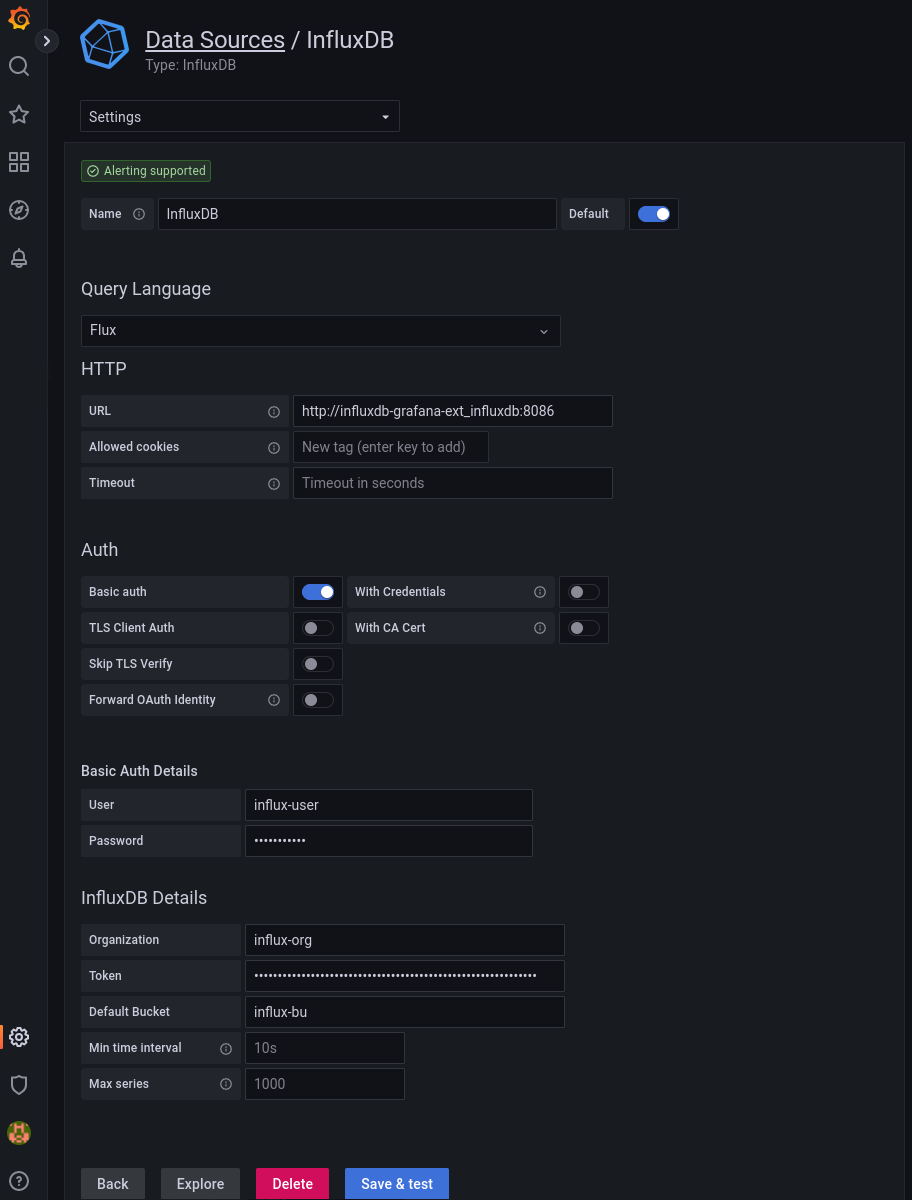 Data Sources / InfluxDB
Type: InfluxDB
Settings
Alerting supported
Name InfluxDB Default
Query Language
Flux
HTTP
URL http://influxdb-grafana-ext_influxdb:8086
Allowed cookies New tag (enter key to add)
Timeout Timeout in seconds
Auth
Basic auth With Credentials
TLS Client Auth With CA Cert
Skip TLS Verify
Forward OAuth Identity
Basic Auth Details
User influx-user
Password •••••••••••
InfluxDB Details
Organization influx-org
Token ••••••••••••••••••••••••••••••••••••••••••••••••••••••••••••
Default Bucket influx-bu
Min time interval 10s
Max series 1000
Back Explore Delete Save & test